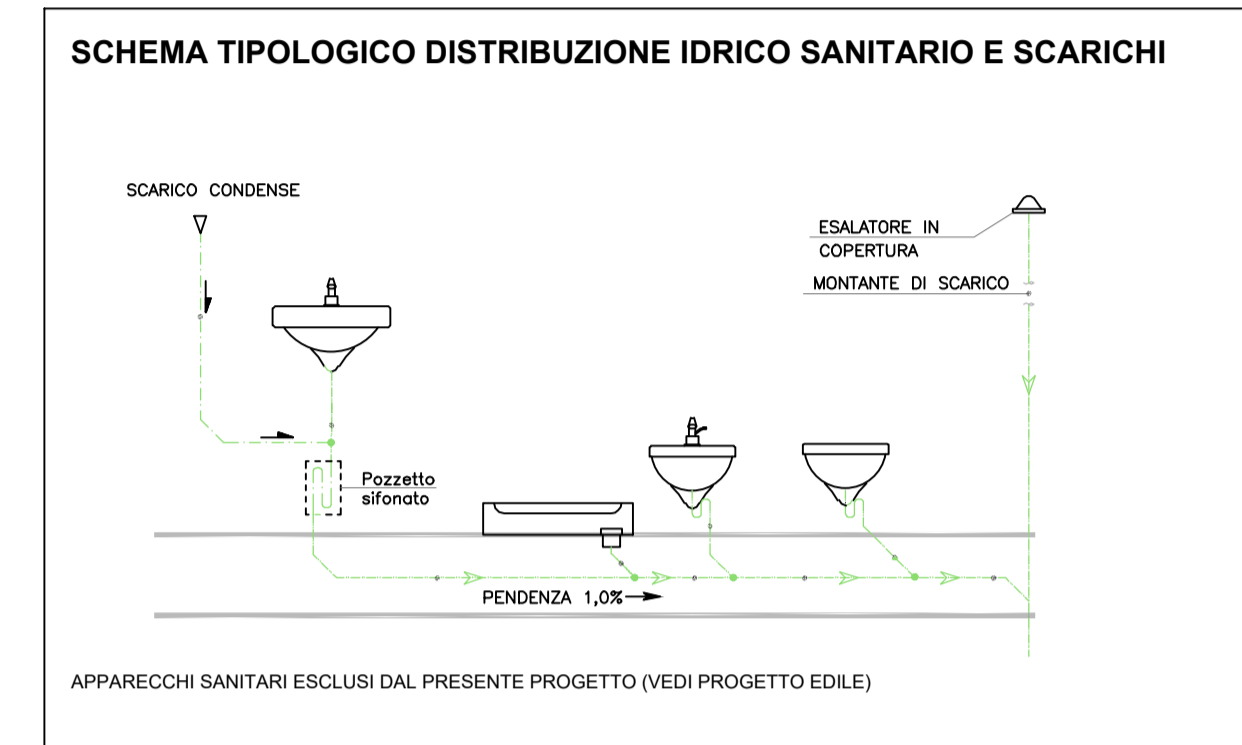 SCHEMA TIPOLOGICO DISTRIBUZIONE IDRICO SANITARIO E SCARICHI
SCARICO CONDENSE
ESALATORE IN
COPERTURA
MONTANTE DI SCARICO
Pozzetto
sifonato
PENDENZA 1,0%
APPARECCHI SANITARI ESCLUSI DAL PRESENTE PROGETTO (VEDI PROGETTO EDILE)